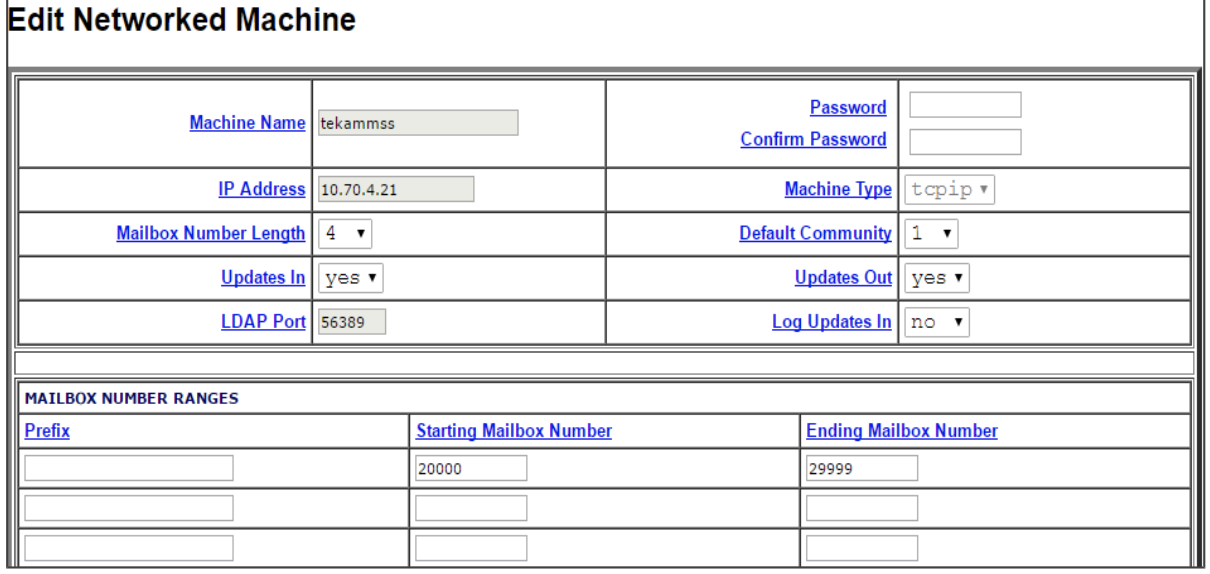 Edit Networked Machine
Machine Name tekammss Password
Confirm Password
IP Address 10.70.4.21 Machine Type tcpip
Mailbox Number Length 4 Default Community 1
Updates In yes Updates Out yes
LDAP Port 56389 Log Updates In no
MAILBOX NUMBER RANGES
Prefix Starting Mailbox Number Ending Mailbox Number
20000 29999